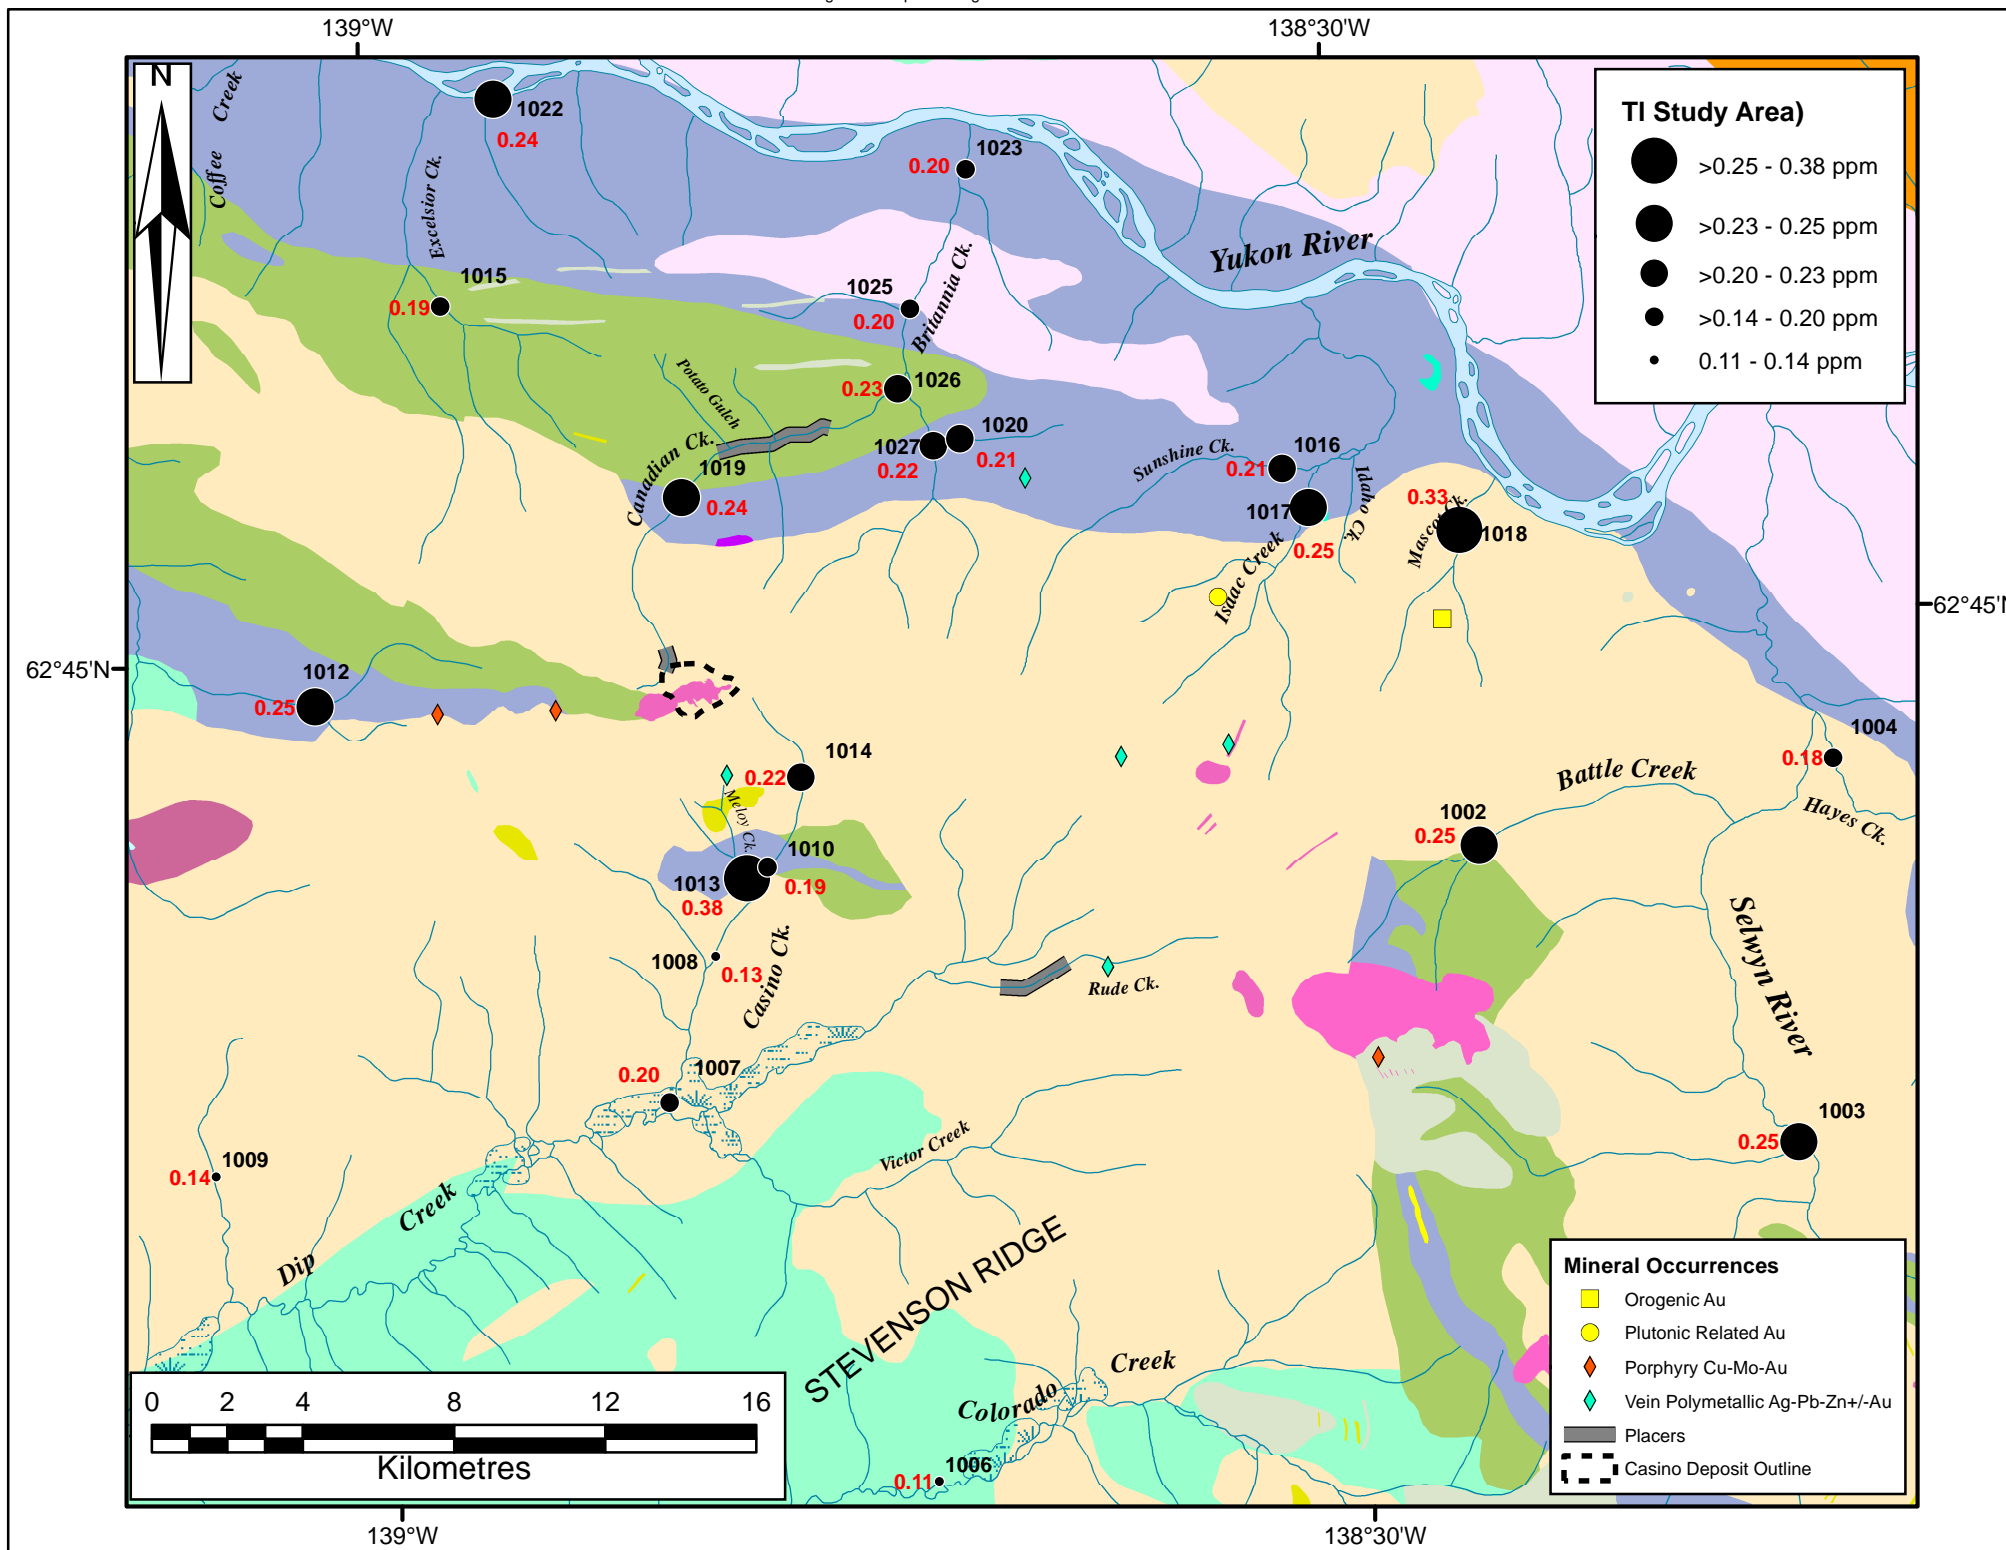 139°W
138°30'W
N
Coffee Creek
Excelsior Ck.
1022
0.24
1023
0.20
TI Study Area)
>0.25 - 0.38 ppm
>0.23 - 0.25 ppm
>0.20 - 0.23 ppm
>0.14 - 0.20 ppm
0.11 - 0.14 ppm
Yukon River
1015
0.19
1025
0.20
Britannia Ck.
Potato Gulch
0.23
1026
Canadian Ck.
1019
0.24
1027
0.22
1020
0.21
Sunshine Ck.
1016
0.21
1017
0.25
Idaho Ck.
Isaac Creek
0.33
Mascot Ck.
1018
62°45'N
62°45'N
1012
0.25
1014
0.22
Meloy Ck.
1004
0.18
Battle Creek
Hayes Ck.
1002
0.25
1010
0.19
1013
0.38
Selwyn River
1008
0.13
Casino Ck.
Rude Ck.
0.20
1007
1003
0.25
1009
0.14
Victor Creek
Dip Creek
STEVENSON RIDGE
Colorado Creek
1006
0.11
Mineral Occurrences
Orogenic Au
Plutonic Related Au
Porphyry Cu-Mo-Au
Vein Polymetallic Ag-Pb-Zn+/-Au
Placers
Casino Deposit Outline
0 2 4 8 12 16
Kilometres
139°W
138°30'W